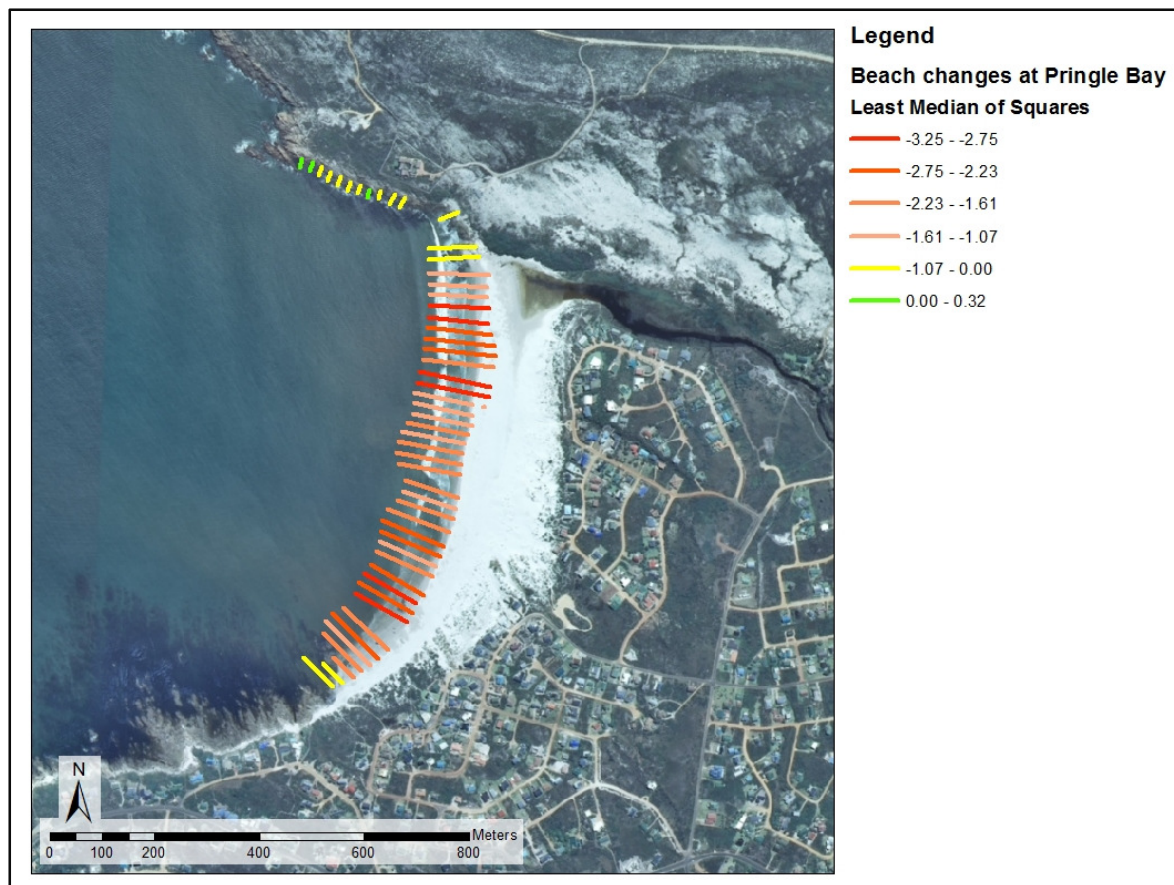 Legend
Beach changes at Pringle Bay
Least Median of Squares
-3.25 - -2.75
-2.75 - -2.23
-2.23 - -1.61
-1.61 - -1.07
-1.07 - 0.00
0.00 - 0.32
N
Meters
0 100 200 400 600 800